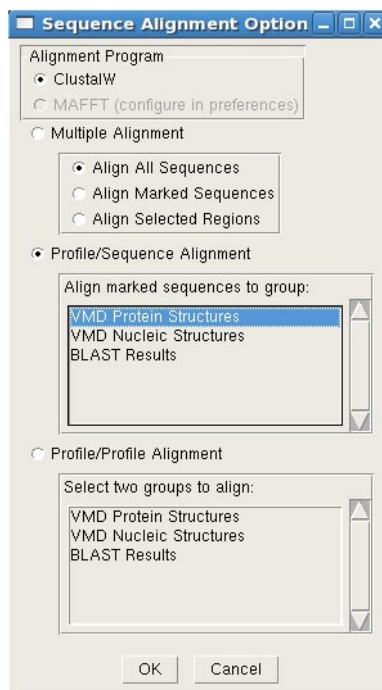 Sequence Alignment Option
Alignment Program
ClustalW
MAFFT (configure in preferences)
Multiple Alignment
Align All Sequences
Align Marked Sequences
Align Selected Regions
Profile/Sequence Alignment
Align marked sequences to group:
VMD Protein Structures
VMD Nucleic Structures
BLAST Results
Profile/Profile Alignment
Select two groups to align:
VMD Protein Structures
VMD Nucleic Structures
BLAST Results
OK Cancel